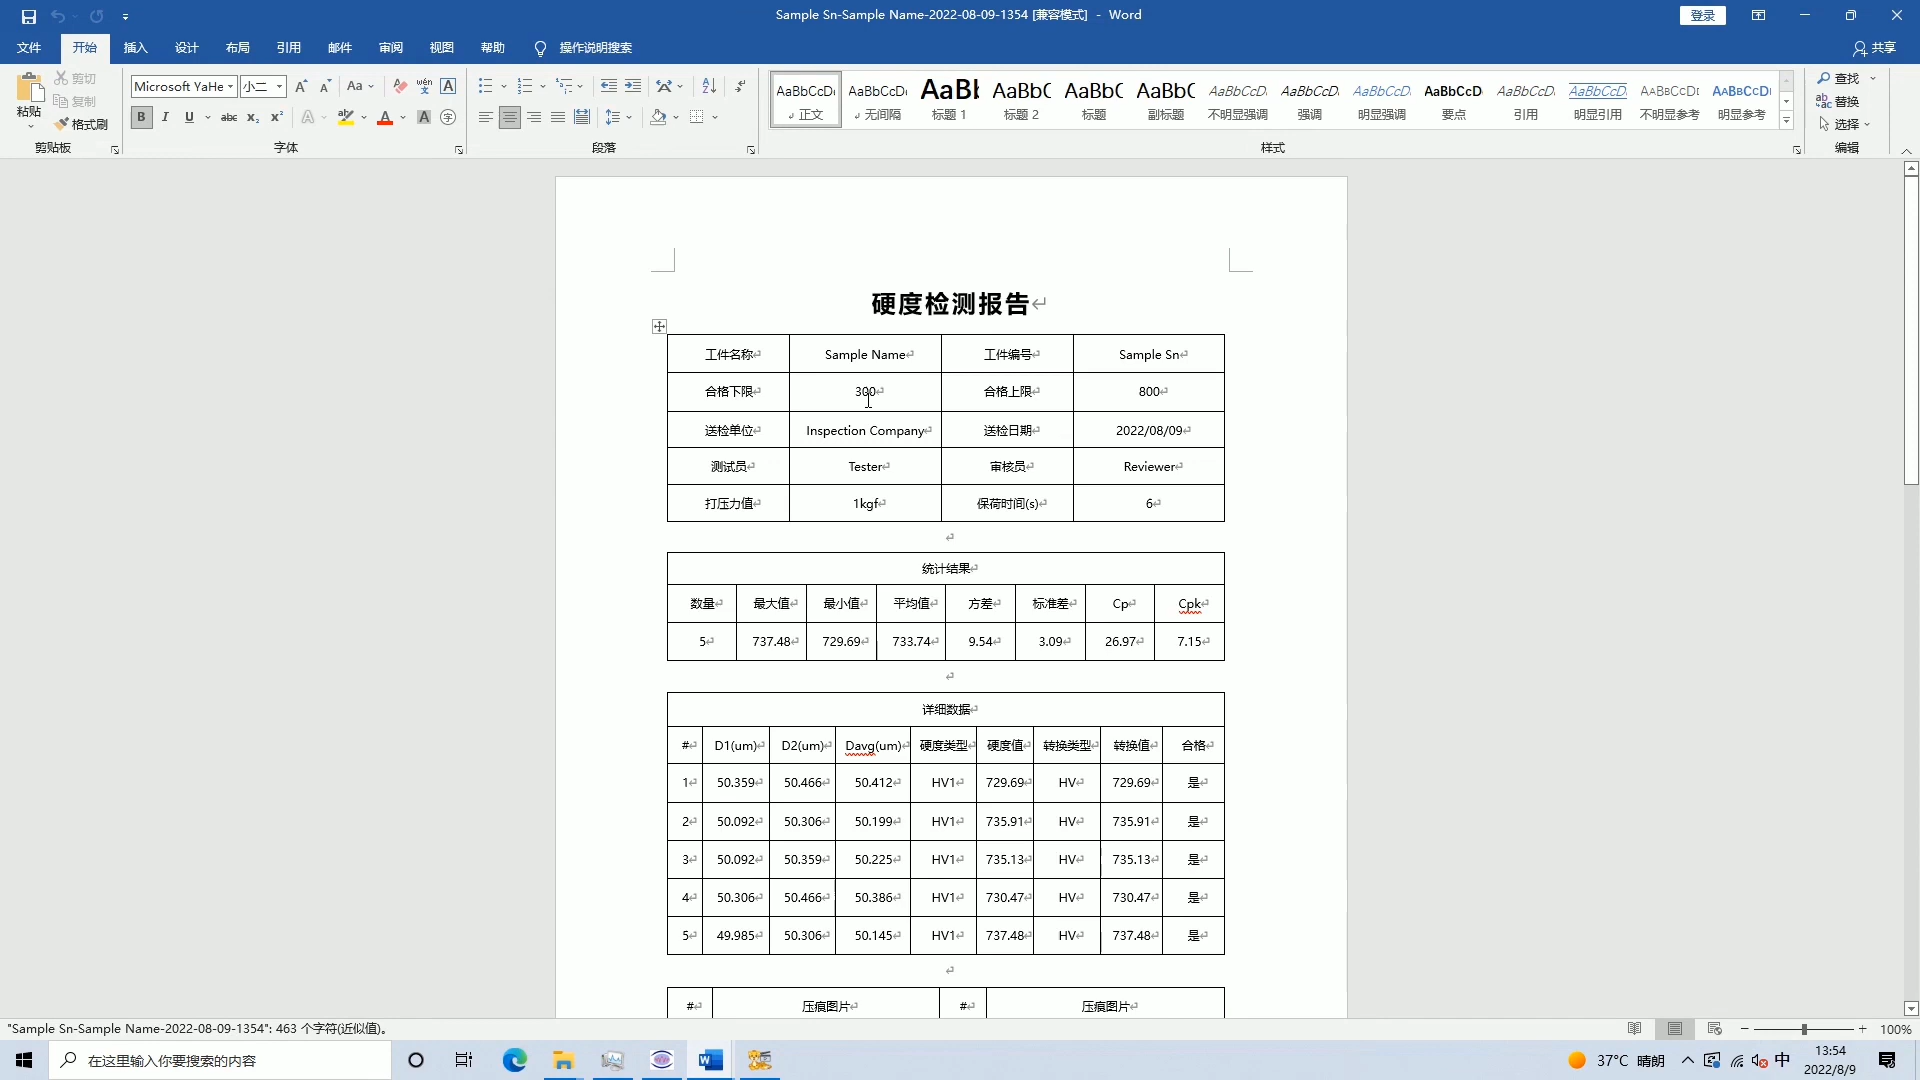 Sample Sn-Sample Name-2022-08-09-1354 [兼容模式] - Word
登录
文件 开始 插入 设计 布局 引用 邮件 审阅 视图 帮助 操作说明搜索 共享
粘贴 剪切 复制 格式刷
Microsoft YaHe 小二
AaBbCcDc AaBbCcDc AaBl AaBbC AaBbC AaBbC AaBbCcD. AaBbCcD. AaBbCcD. AaBbCcD AaBbCcD. AaBbCcD. AaBbCcDc AaBbCcDc
正文 无间隔 标题 1 标题 2 标题 副标题 不明显强调 强调 明显强调 要点 引用 明显引用 不明显参考 明显参考
查找 替换 选择
剪贴板 字体 段落 样式 编辑
硬度检测报告
工件名称 Sample Name 工件编号 Sample Sn
合格下限 300 合格上限 800
送检单位 Inspection Company 送检日期 2022/08/09
测试员 Tester 审核员 Reviewer
打压力值 1kgf 保荷时间(s) 6
统计结果
数量 最大值 最小值 平均值 方差 标准差 Cp Cpk
5 737.48 729.69 733.74 9.54 3.09 26.97 7.15
详细数据
# D1(um) D2(um) Davg(um) 硬度类型 硬度值 转换类型 转换值 合格
1 50.359 50.466 50.412 HV1 729.69 HV 729.69 是
2 50.092 50.306 50.199 HV1 735.91 HV 735.91 是
3 50.092 50.359 50.225 HV1 735.13 HV 735.13 是
4 50.306 50.466 50.386 HV1 730.47 HV 730.47 是
5 49.985 50.306 50.145 HV1 737.48 HV 737.48 是
# 压痕图片 # 压痕图片
"Sample Sn-Sample Name-2022-08-09-1354": 463 个字符(近似值)。
100%
在这里输入你要搜索的内容
37°C 晴朗
中
13:54
2022/8/9